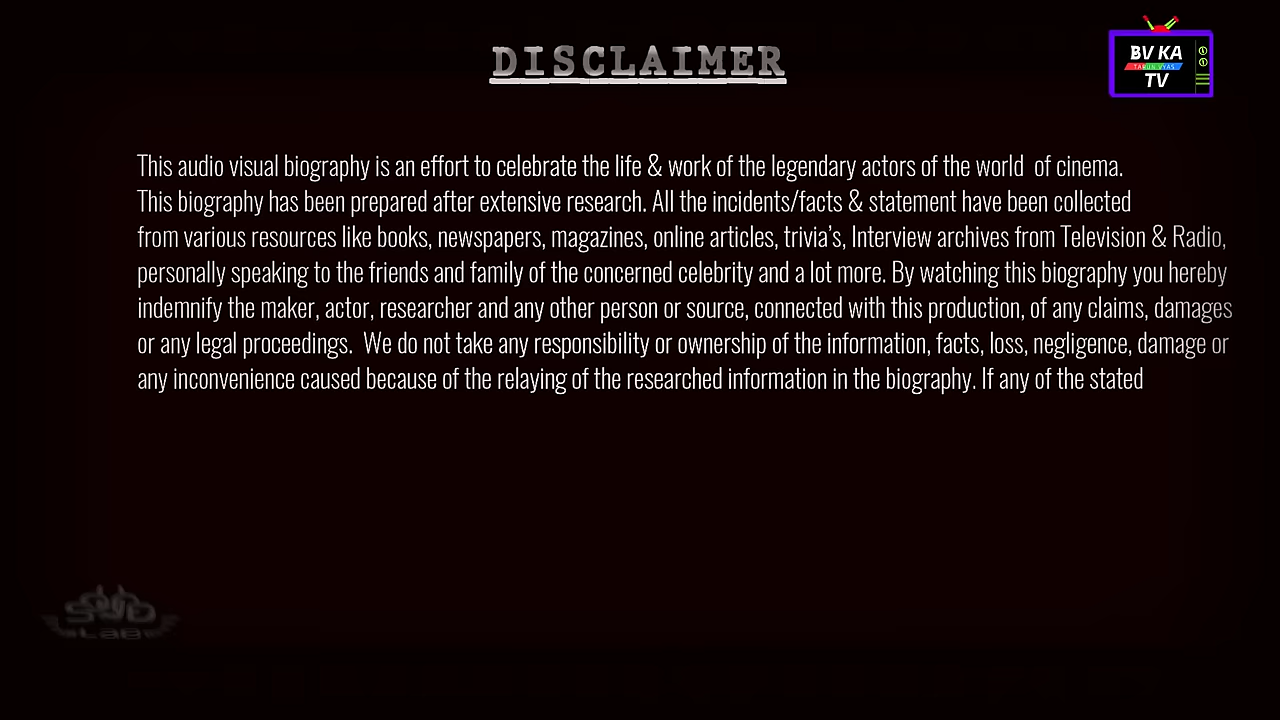 DISCLAIMER
BV KA
TARUN VYAS
TV
This audio visual biography is an effort to celebrate the life & work of the legendary actors of the world of cinema.
This biography has been prepared after extensive research. All the incidents/facts & statement have been collected
from various resources like books, newspapers, magazines, online articles, trivia's, Interview archives from Television & Radio,
personally speaking to the friends and family of the concerned celebrity and a lot more. By watching this biography you hereby
indemnify the maker, actor, researcher and any other person or source, connected with this production, of any claims, damages
or any legal proceedings. We do not take any responsibility or ownership of the information, facts, loss, negligence, damage or
any inconvenience caused because of the relaying of the researched information in the biography. If any of the stated
LAB